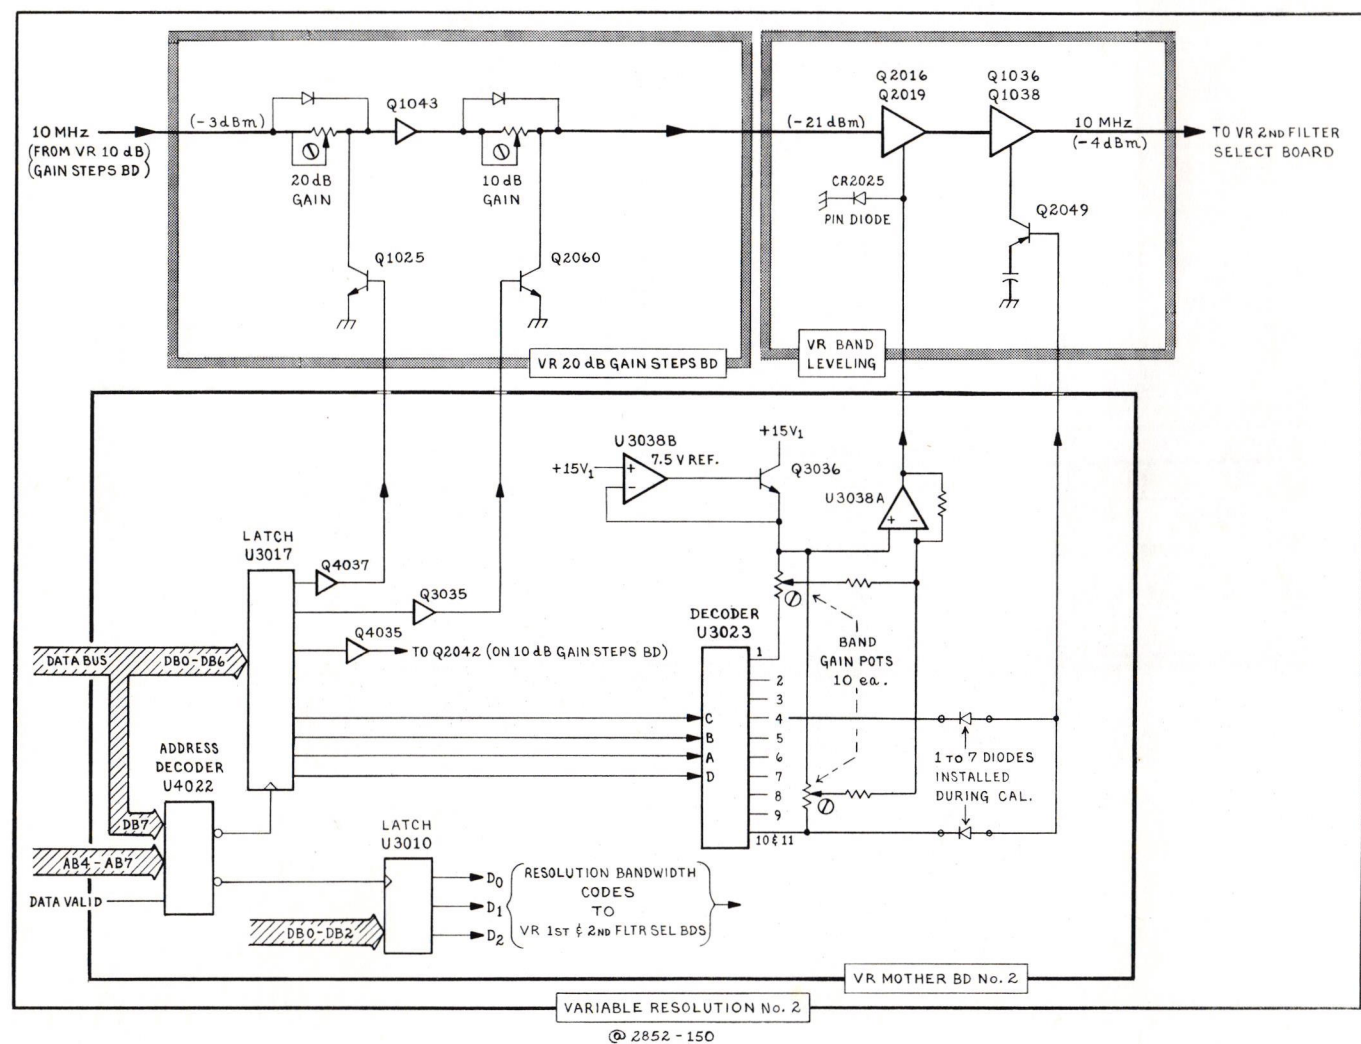 Q2016
Q2019
Q1036
Q1038
Q1043
10 MHz
(FROM VR 10 dB)
(GAIN STEPS BD)
(-3dBm)
20dB
GAIN
10dB
GAIN
(-21 dBm)
10 MHz
(-4dBm)
TO VR 2ND FILTER
SELECT BOARD
CR2025
PIN DIODE
Q2049
Q1025
Q2060
VR 20 dB GAIN STEPS BD
VR BAND
LEVELING
+15V1
U3038B
7.5 V REF.
+15V1
Q3036
U3038A
+
-
+ -
LATCH
U3017
Q4037
Q3035
Q4035
TO Q2042 (ON 10 dB GAIN STEPS BD)
DECODER
U3023
BAND
GAIN POTS
10 ea.
DATA BUS
DB0-DB6
1
2
3
4
5
6
7
8
9
10 & 11
C
B
A
D
1 TO 7 DIODES
INSTALLED
DURING CAL.
ADDRESS
DECODER
U4022
DB7
AB4-AB7
DATA VALID
LATCH
U3010
DB0-DB2
D0
D1
D2
RESOLUTION BANDWIDTH
CODES
TO
VR 1ST & 2ND FLTR SEL BDS
VR MOTHER BD No. 2
VARIABLE RESOLUTION No. 2
@ 2852-150